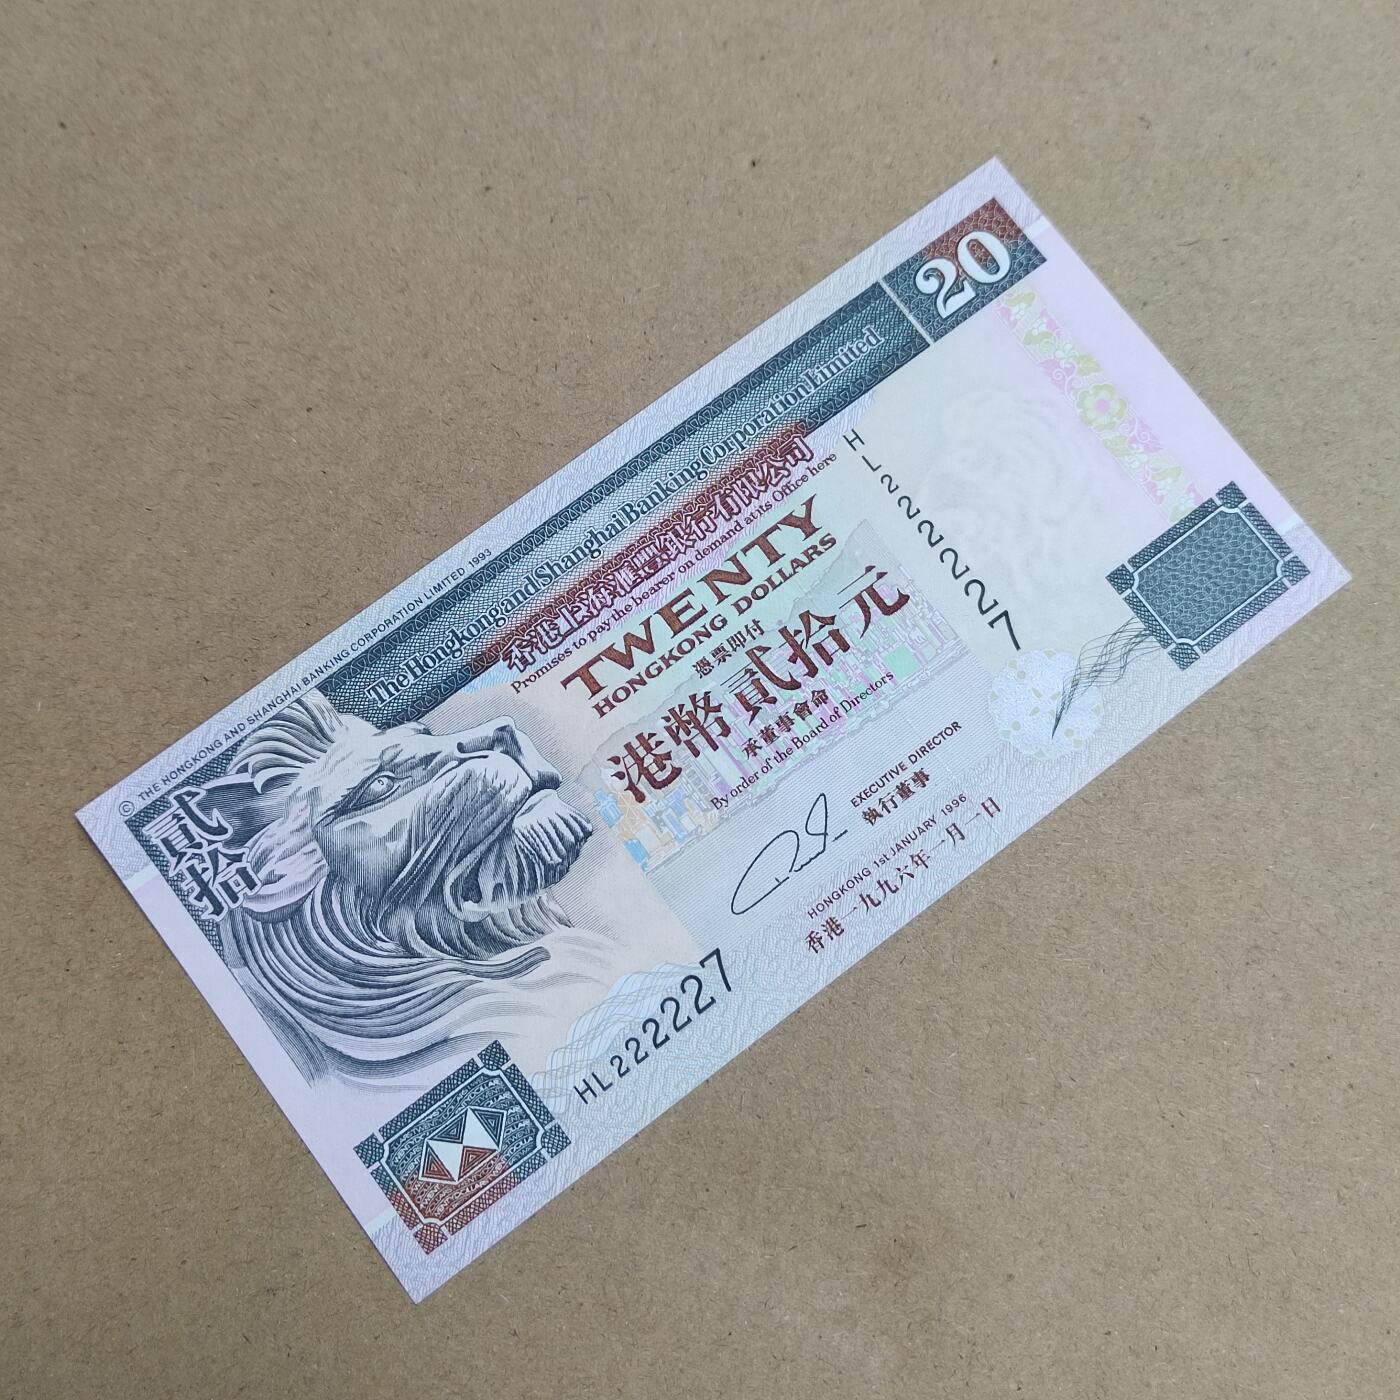 © THE HONGKONG AND SHANGHAI BANKING CORPORATION LIMITED 1993
20
The Hongkong and Shanghai Banking Corporation Limited
香港上海滙豐銀行有限公司
Promises to pay the bearer on demand at its Office here
TWENTY
HONGKONG DOLLARS
憑票即付
港幣貳拾元
承董事會命
By order of the Board of Directors
貳拾
HL222227
EXECUTIVE DIRECTOR
執行董事
HONGKONG 1st JANUARY 1996
香港一九九六年一月一日
HL222227